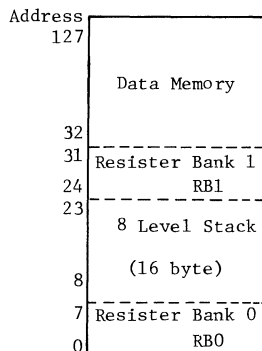 Address
127
Data Memory
32
31 Resister Bank 1
24 RB1
23
8 Level Stack
(16 byte)
8
7 Resister Bank 0
0 RB0